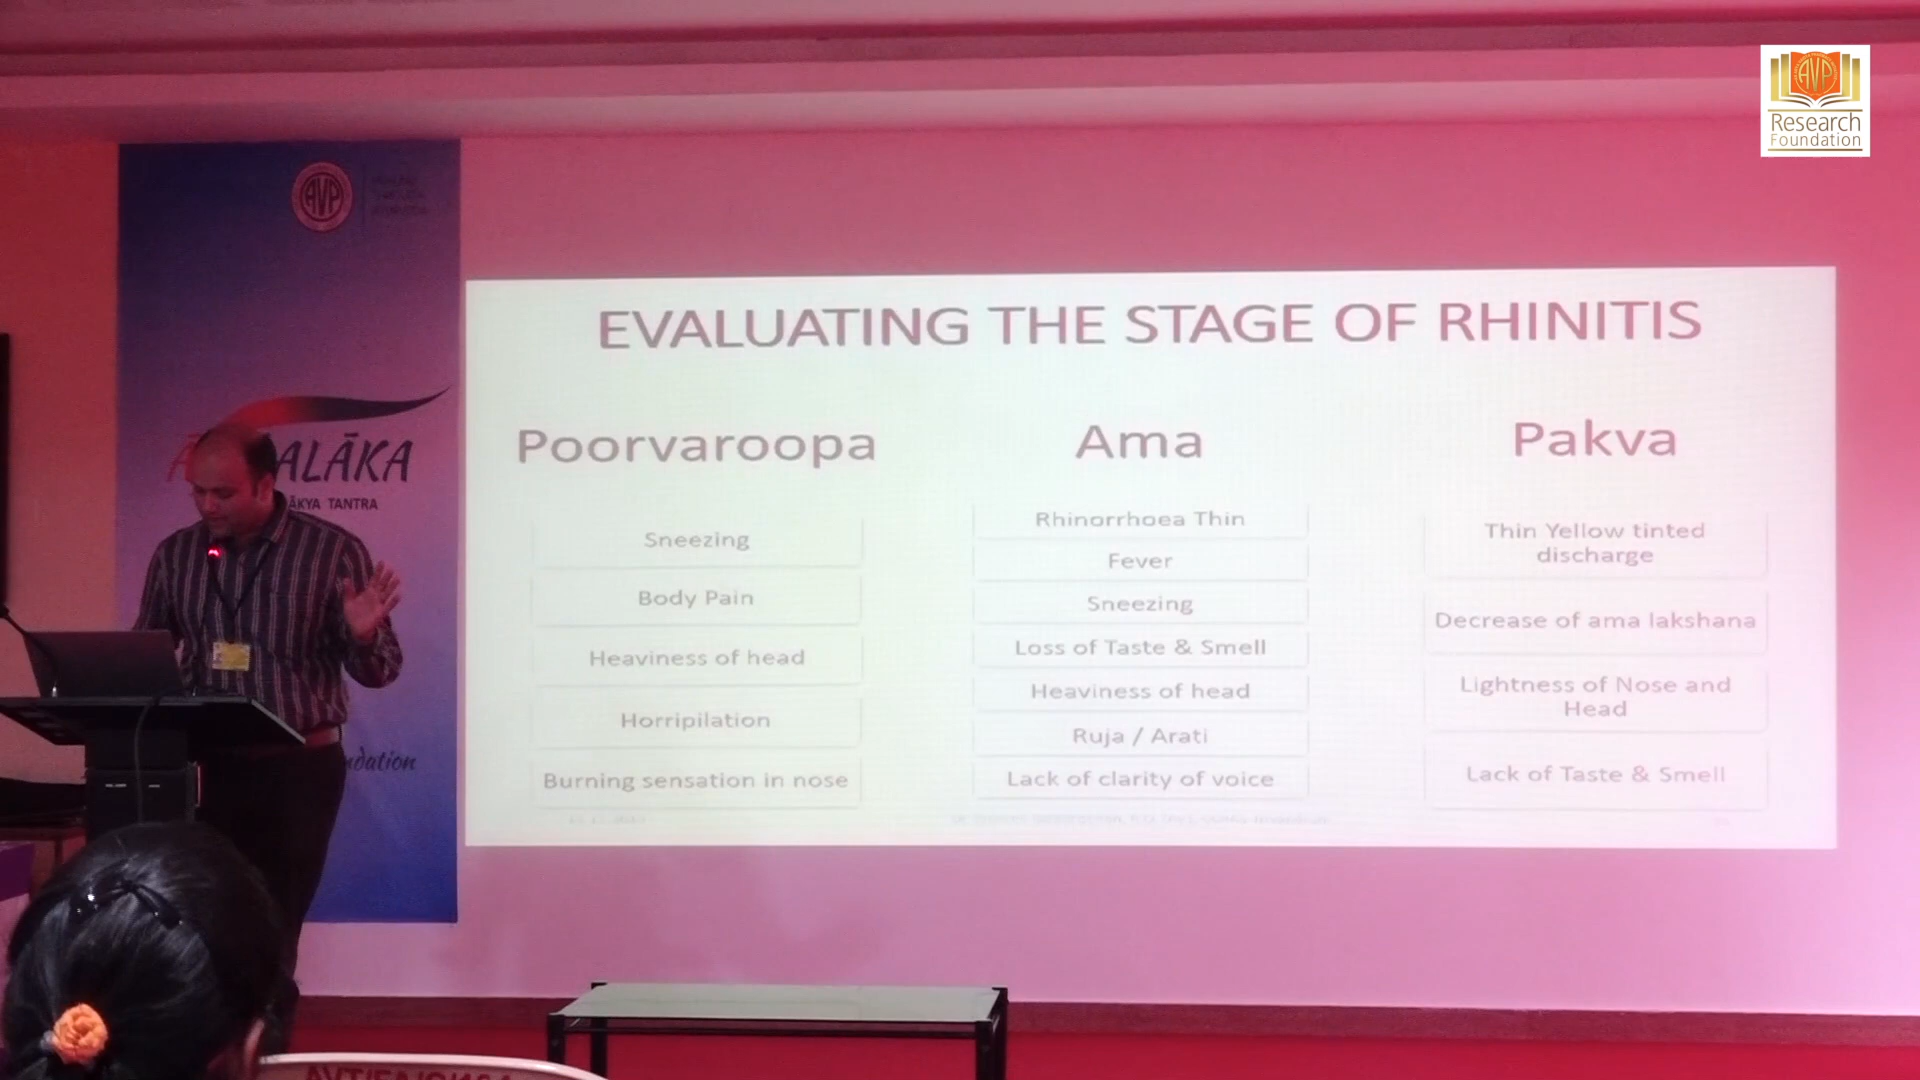 AVP
Research
Foundation
AVP
ALĀKA
ĀKYA TANTRA
ndation
EVALUATING THE STAGE OF RHINITIS
Poorvaroopa
Sneezing
Body Pain
Heaviness of head
Horripilation
Burning sensation in nose
Ama
Rhinorrhoea Thin
Fever
Sneezing
Loss of Taste & Smell
Heaviness of head
Ruja / Arati
Lack of clarity of voice
Pakva
Thin Yellow tinted
discharge
Decrease of ama lakshana
Lightness of Nose and
Head
Lack of Taste & Smell